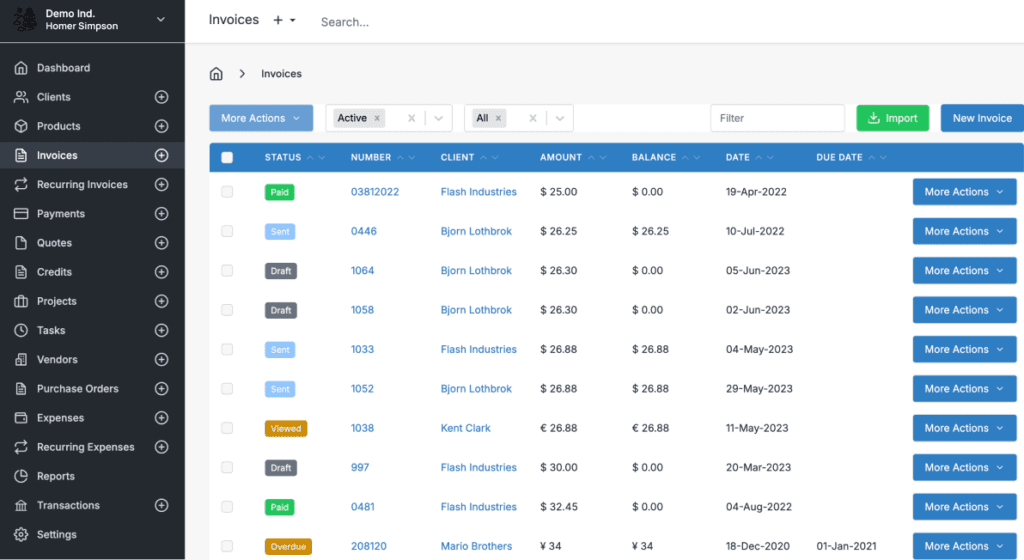 Demo Ind.
Homer Simpson
Dashboard
Clients
Products
Invoices
Recurring Invoices
Payments
Quotes
Credits
Projects
Tasks
Vendors
Purchase Orders
Expenses
Recurring Expenses
Reports
Transactions
Settings
Invoices
Search...
Invoices
More Actions Active All Filter Import New Invoice
STATUS NUMBER CLIENT AMOUNT BALANCE DATE DUE DATE
Paid 03812022 Flash Industries $ 25.00 $ 0.00 19-Apr-2022 More Actions
Sent 0446 Bjorn Lothbrok $ 26.25 $ 26.25 10-Jul-2022 More Actions
Draft 1064 Bjorn Lothbrok $ 26.30 $ 0.00 05-Jun-2023 More Actions
Draft 1058 Bjorn Lothbrok $ 26.30 $ 0.00 02-Jun-2023 More Actions
Sent 1033 Flash Industries $ 26.88 $ 26.88 04-May-2023 More Actions
Sent 1052 Bjorn Lothbrok $ 26.88 $ 26.88 29-May-2023 More Actions
Viewed 1038 Kent Clark € 26.88 € 26.88 11-May-2023 More Actions
Draft 997 Flash Industries $ 30.00 $ 0.00 20-Mar-2023 More Actions
Paid 0481 Flash Industries $ 32.45 $ 0.00 04-Aug-2022 More Actions
Overdue 208120 Mario Brothers ¥ 34 ¥ 34 18-Dec-2020 01-Jan-2021 More Actions